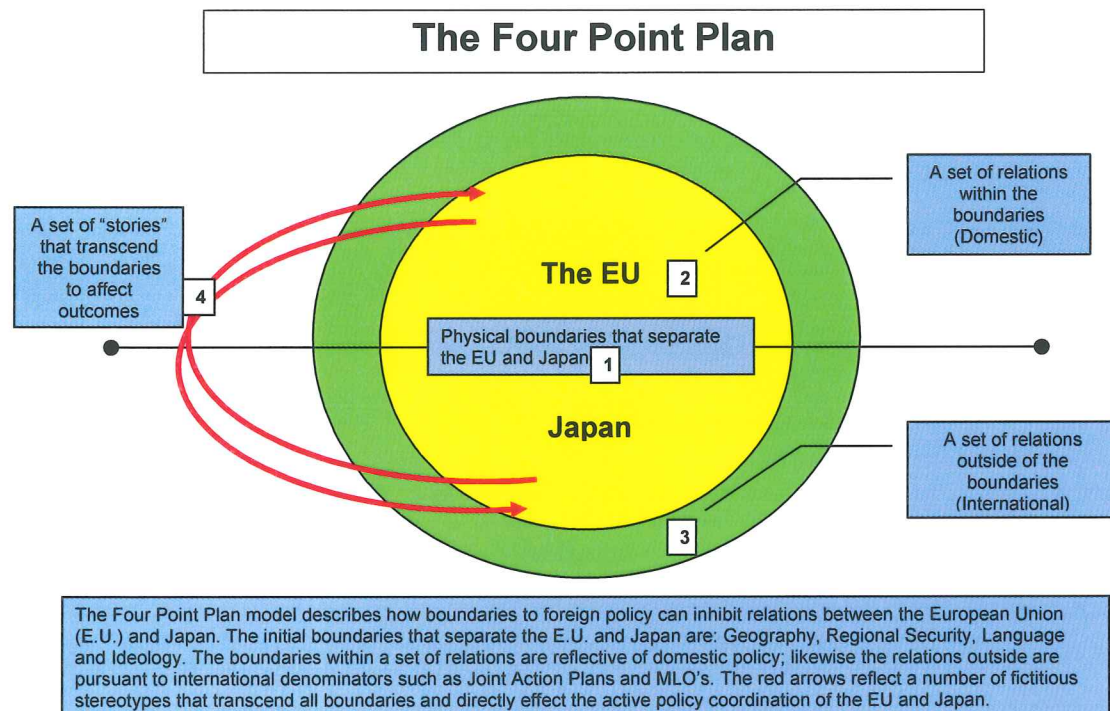 The Four Point Plan
A set of relations
within the
boundaries
(Domestic)
A set of “stories”
that transcend
the boundaries
to affect
outcomes
4
The EU
2
Physical boundaries that separate
the EU and Japan
1
Japan
A set of relations
outside of the
boundaries
(International)
3
The Four Point Plan model describes how boundaries to foreign policy can inhibit relations between the European Union
(E.U.) and Japan. The initial boundaries that separate the E.U. and Japan are: Geography, Regional Security, Language
and Ideology. The boundaries within a set of relations are reflective of domestic policy; likewise the relations outside are
pursuant to international denominators such as Joint Action Plans and MLO's. The red arrows reflect a number of fictitious
stereotypes that transcend all boundaries and directly effect the active policy coordination of the EU and Japan.